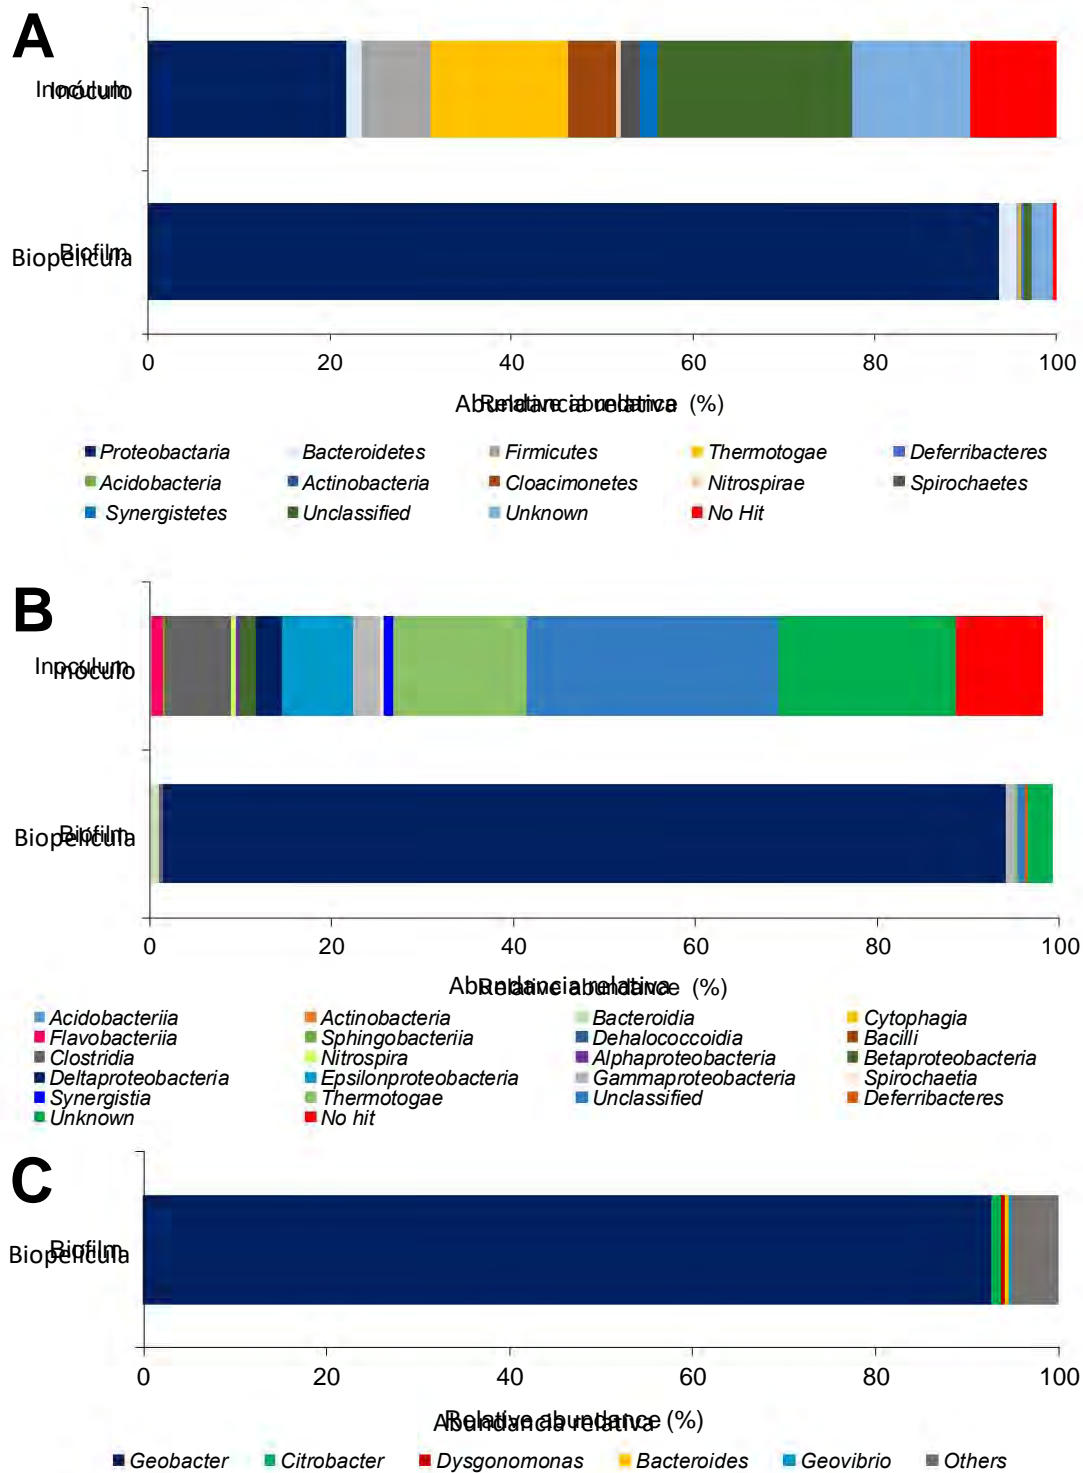 A
Inoculum
Inóculo
Biofilm
Biopelícula
0 20 40 60 80 100
Relative abundance (%)
Abundancia relativa
Proteobactaria Bacteroidetes Firmicutes Thermotogae Deferribacteres
Acidobacteria Actinobacteria Cloacimonetes Nitrospirae Spirochaetes
Synergistetes Unclassified Unknown No Hit
B
Inoculum
Inóculo
Biofilm
Biopelícula
0 20 40 60 80 100
Relative abundance (%)
Abundancia relativa
Acidobacteriia Actinobacteria Bacteroidia Cytophagia
Flavobacteriia Sphingobacteriia Dehalococcoidia Bacilli
Clostridia Nitrospira Alphaproteobacteria Betaproteobacteria
Deltaproteobacteria Epsilonproteobacteria Gammaproteobacteria Spirochaetia
Synergistia Thermotogae Unclassified Deferribacteres
Unknown No hit
C
Biofilm
Biopelícula
0 20 40 60 80 100
Relative abundance (%)
Abundancia relativa
Geobacter Citrobacter Dysgonomonas Bacteroides Geovibrio Others